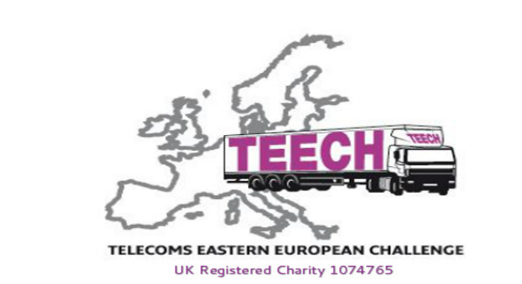 TEECH
TEECH
TELECOMS EASTERN EUROPEAN CHALLENGE
UK Registered Charity 1074765